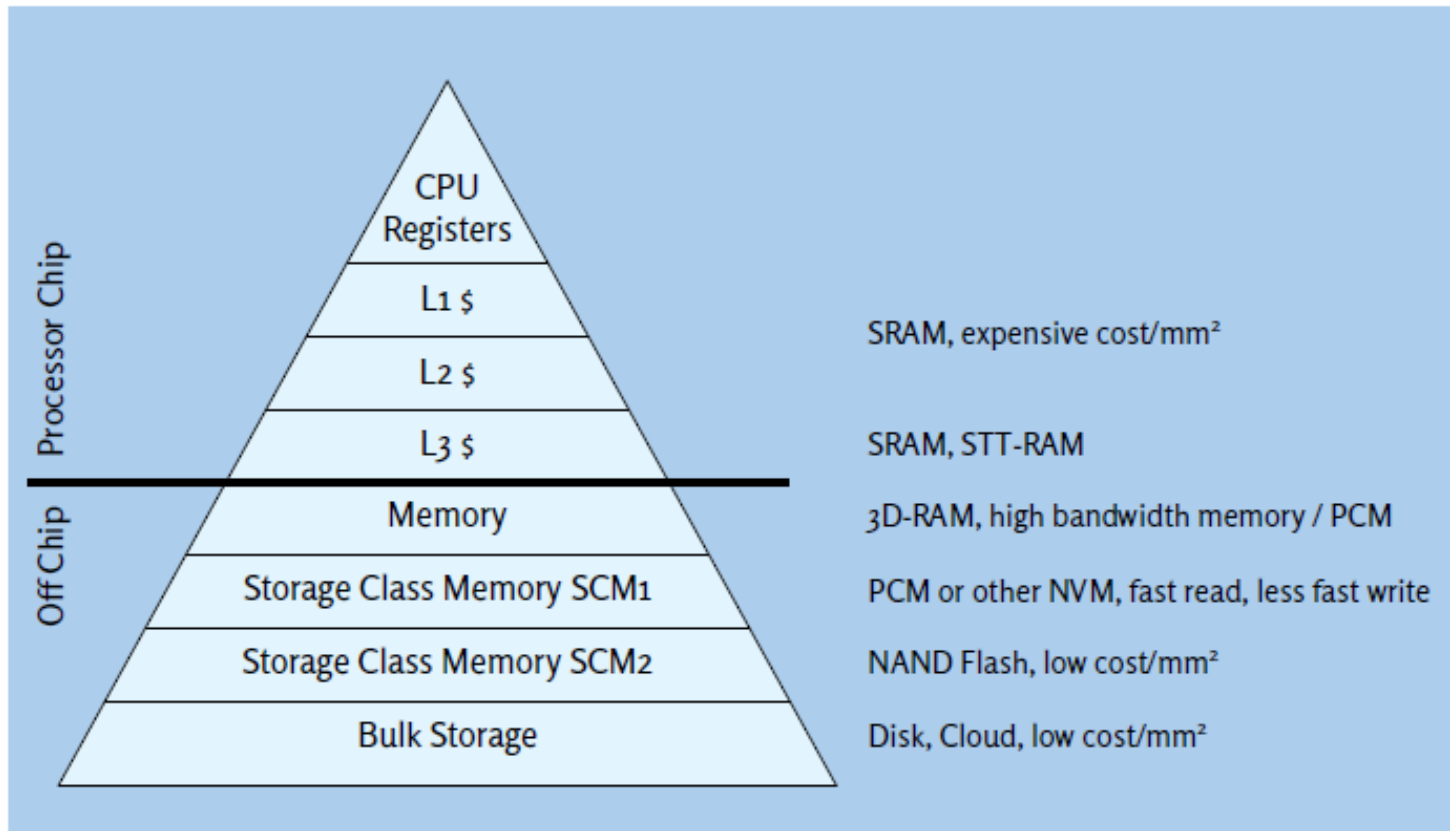 CPU
Registers
L1 $
L2 $
SRAM, expensive cost/mm²
L3 $
SRAM, STT-RAM
Processor Chip
Memory
3D-RAM, high bandwidth memory / PCM
Storage Class Memory SCM1
PCM or other NVM, fast read, less fast write
Storage Class Memory SCM2
NAND Flash, low cost/mm²
Bulk Storage
Disk, Cloud, low cost/mm²
Off Chip